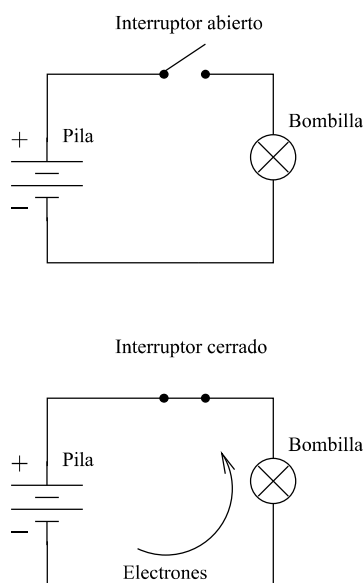 Interruptor abierto
Bombilla
+
Pila
−
Interruptor cerrado
Bombilla
+
Pila
−
Electrones